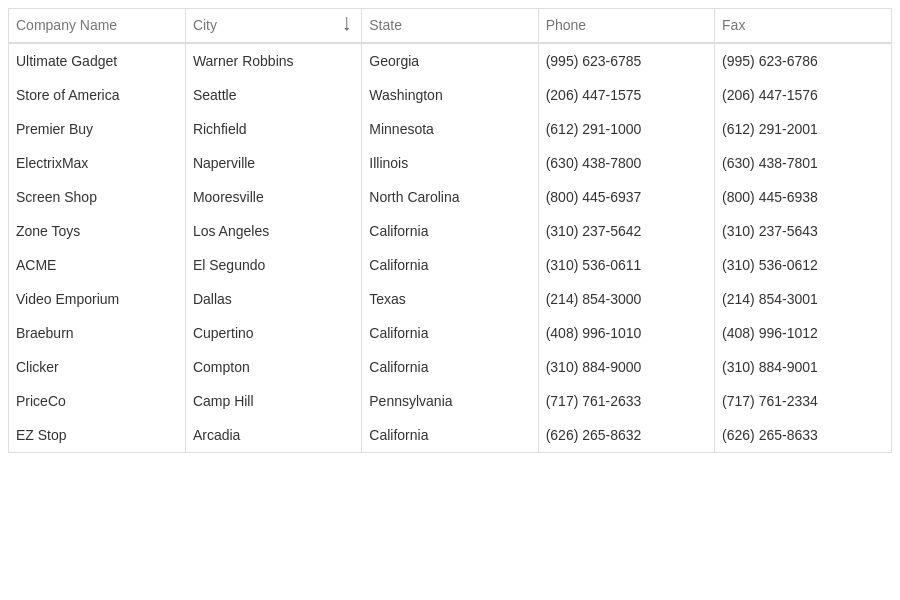 Company Name City State Phone Fax
Ultimate Gadget Warner Robbins Georgia (995) 623-6785 (995) 623-6786
Store of America Seattle Washington (206) 447-1575 (206) 447-1576
Premier Buy Richfield Minnesota (612) 291-1000 (612) 291-2001
ElectrixMax Naperville Illinois (630) 438-7800 (630) 438-7801
Screen Shop Mooresville North Carolina (800) 445-6937 (800) 445-6938
Zone Toys Los Angeles California (310) 237-5642 (310) 237-5643
ACME El Segundo California (310) 536-0611 (310) 536-0612
Video Emporium Dallas Texas (214) 854-3000 (214) 854-3001
Braeburn Cupertino California (408) 996-1010 (408) 996-1012
Clicker Compton California (310) 884-9000 (310) 884-9001
PriceCo Camp Hill Pennsylvania (717) 761-2633 (717) 761-2334
EZ Stop Arcadia California (626) 265-8632 (626) 265-8633